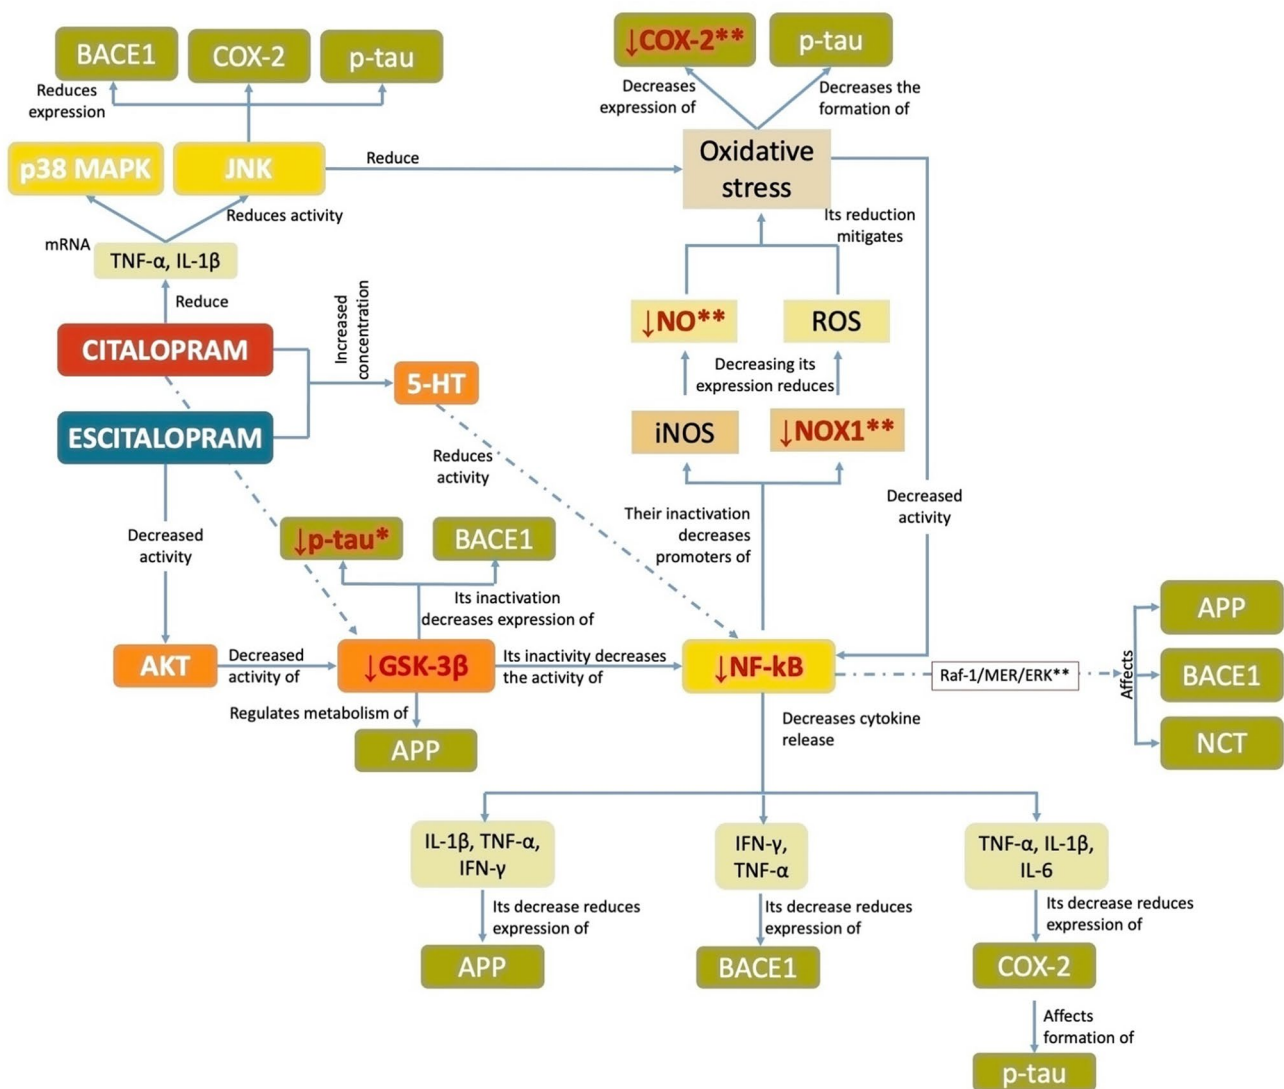 BACE1
COX-2
p-tau
↓COX-2**
p-tau
Reduces
expression
Decreases
expression of
Decreases the
formation of
p38 MAPK
JNK
Reduce
Oxidative
stress
Reduces activity
Its reduction
mitigates
mRNA
TNF-α, IL-1β
Reduce
Increased
concentration
↓NO**
ROS
CITALOPRAM
5-HT
Decreasing its
expression reduces
ESCITALOPRAM
iNOS
↓NOX1**
Reduces
activity
Decreased
activity
Their inactivation
decreases
promoters of
Decreased
activity
↓p-tau*
BACE1
Its inactivation
decreases expression of
APP
AKT
Decreased
activity of
↓GSK-3β
Its inactivity decreases
the activity of
↓NF-kB
Raf-1/MER/ERK**
Affects
BACE1
Regulates metabolism of
APP
Decreases cytokine
release
NCT
IL-1β, TNF-α,
IFN-γ
IFN-γ,
TNF-α
TNF-α, IL-1β,
IL-6
Its decrease reduces
expression of
Its decrease reduces
expression of
Its decrease reduces
expression of
APP
BACE1
COX-2
Affects
formation of
p-tau